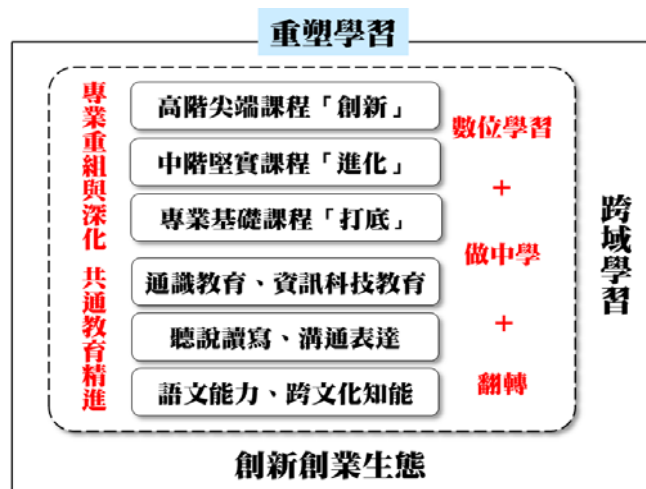 重塑學習
專業重組與深化
高階尖端課程「創新」
中階堅實課程「進化」
專業基礎課程「打底」
共通教育精進
通識教育、資訊科技教育
聽說讀寫、溝通表達
語文能力、跨文化知能
數位學習
+
做中學
+
翻轉
跨域學習
創新創業生態